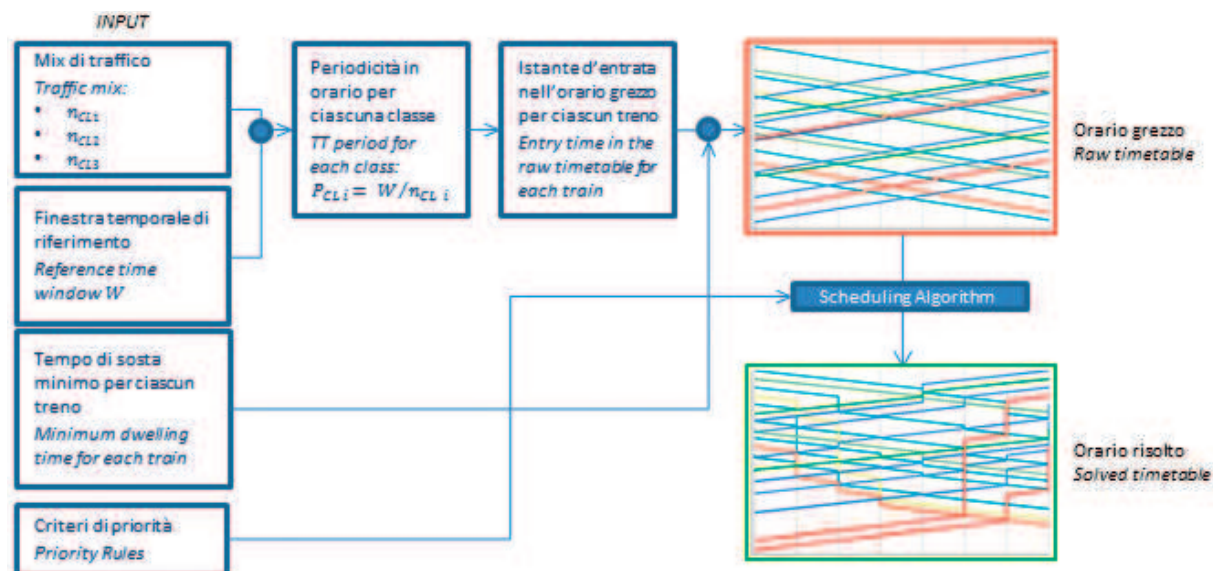 INPUT
Mix di traffico
Traffic mix:
• n_CL1
• n_CL2
• n_CL3
Finestra temporale di
riferimento
Reference time
window W
Tempo di sosta
minimo per ciascun
treno
Minimum dwelling
time for each train
Criteri di priorità
Priority Rules
Periodicità in
orario per
ciascuna classe
TT period for
each class:
P_CL i = W/n_CL i
Istante d'entrata
nell'orario grezzo
per ciascun treno
Entry time in the
raw timetable for
each train
Orario grezzo
Raw timetable
Scheduling Algorithm
Orario risolto
Solved timetable